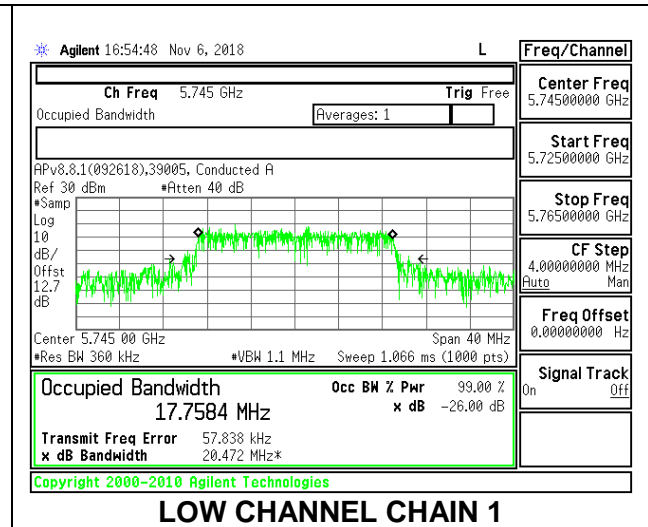 Agilent 16:54:48 Nov 6, 2018 L
Freq/Channel
Ch Freq 5.745 GHz Trig Free
Occupied Bandwidth Averages: 1
Center Freq
5.74500000 GHz
Start Freq
5.72500000 GHz
APv8.8.1(092618),39005, Conducted A
Ref 30 dBm #Atten 40 dB
#Samp
Log
10
dB/
Offst
12.7
dB
Stop Freq
5.76500000 GHz
CF Step
4.00000000 MHz
Auto Man
Freq Offset
0.00000000 Hz
Center 5.745 00 GHz Span 40 MHz
#Res BW 360 kHz #VBW 1.1 MHz Sweep 1.066 ms (1000 pts)
Signal Track
On Off
Occupied Bandwidth Occ BW % Pwr 99.00 %
17.7584 MHz x dB -26.00 dB
Transmit Freq Error 57.838 kHz
x dB Bandwidth 20.472 MHz*
Copyright 2000-2010 Agilent Technologies
LOW CHANNEL CHAIN 1